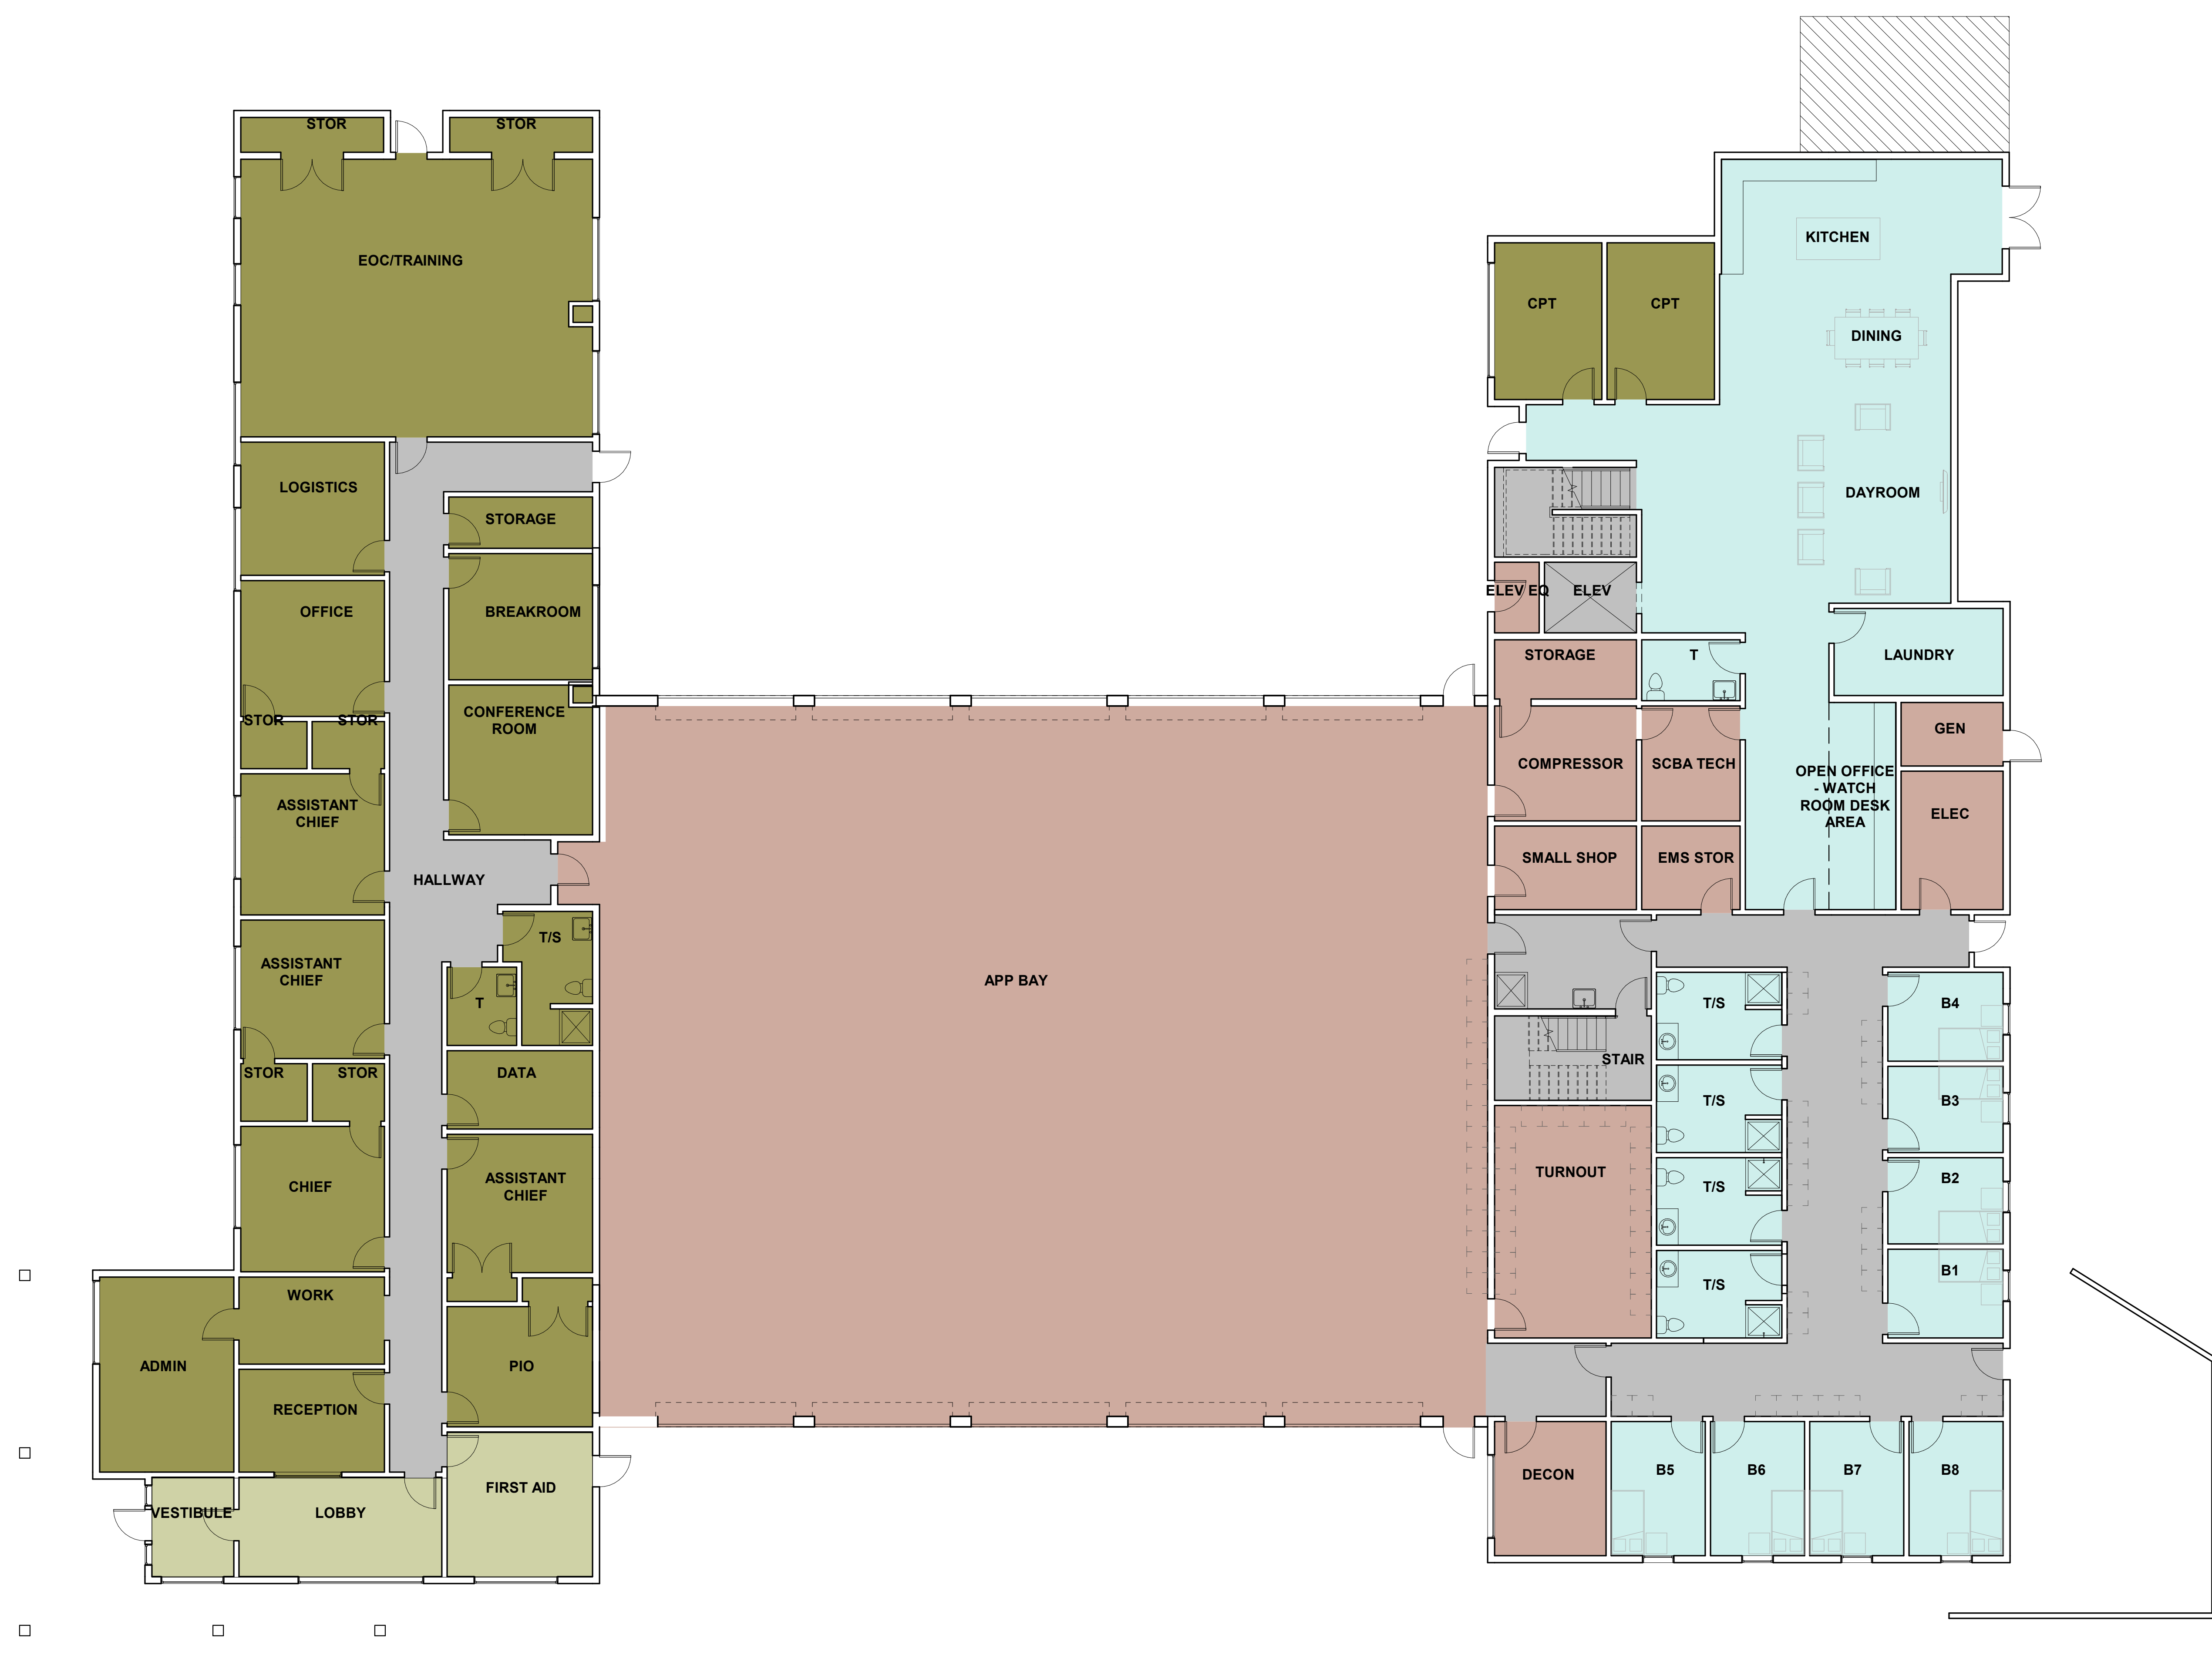 STOR
STOR
EOC/TRAINING
LOGISTICS
STORAGE
OFFICE
BREAKROOM
STOR
STOR
CONFERENCE
ROOM
ASSISTANT
CHIEF
HALLWAY
T/S
ASSISTANT
CHIEF
T
STOR
STOR
DATA
CHIEF
ASSISTANT
CHIEF
WORK
ADMIN
PIO
RECEPTION
FIRST AID
VESTIBULE
LOBBY
APP BAY
KITCHEN
CPT
CPT
DINING
DAYROOM
ELEV EQ
ELEV
STORAGE
T
LAUNDRY
GEN
COMPRESSOR
SCBA TECH
OPEN OFFICE
- WATCH
ROOM DESK
AREA
ELEC
SMALL SHOP
EMS STOR
T/S
B4
STAIR
T/S
B3
TURNOUT
T/S
B2
T/S
B1
DECON
B5
B6
B7
B8